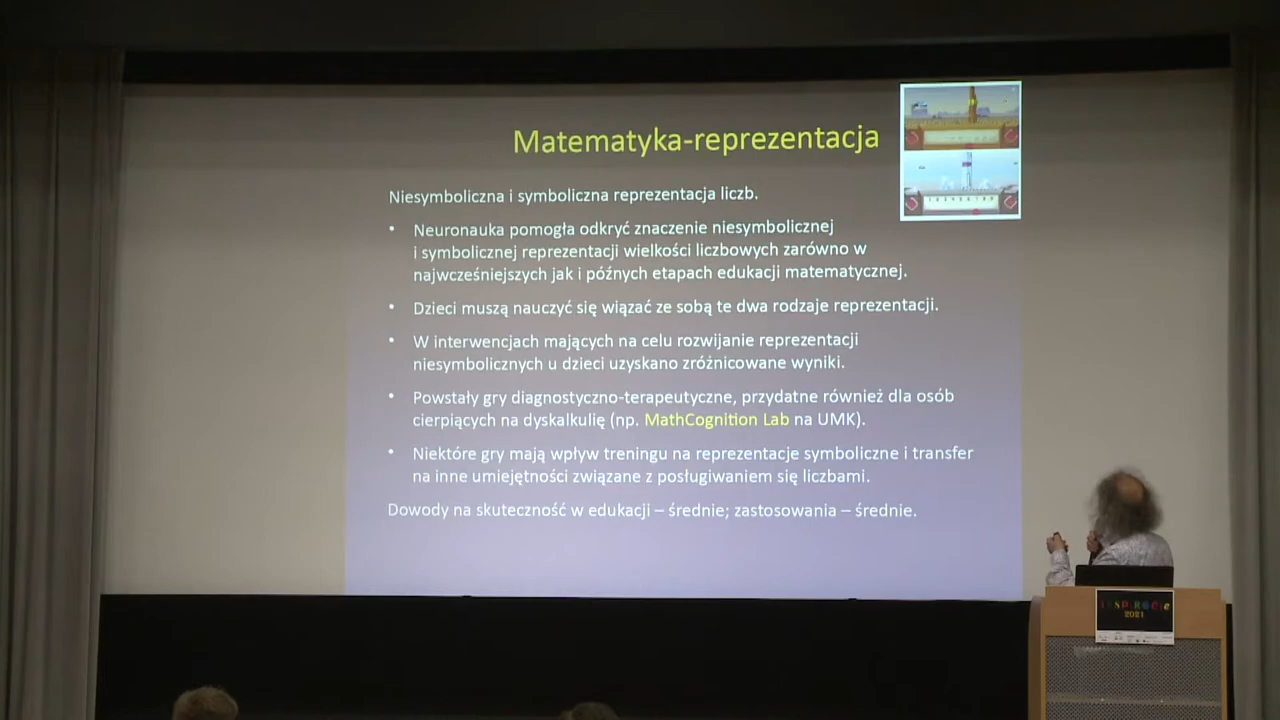 Matematyka-reprezentacja
Niesymboliczna i symboliczna reprezentacja liczb.
• Neuronauka pomogła odkryć znaczenie niesymbolicznej
i symbolicznej reprezentacji wielkości liczbowych zarówno w
najwcześniejszych jak i późnych etapach edukacji matematycznej.
• Dzieci muszą nauczyć się wiązać ze sobą te dwa rodzaje reprezentacji.
• W interwencjach mających na celu rozwijanie reprezentacji
niesymbolicznych u dzieci uzyskano zróżnicowane wyniki.
• Powstały gry diagnostyczno-terapeutyczne, przydatne również dla osób
cierpiących na dyskalkulię (np. MathCognition Lab na UMK).
• Niektóre gry mają wpływ treningu na reprezentacje symboliczne i transfer
na inne umiejętności związane z posługiwaniem się liczbami.
Dowody na skuteczność w edukacji – średnie; zastosowania – średnie.
2021